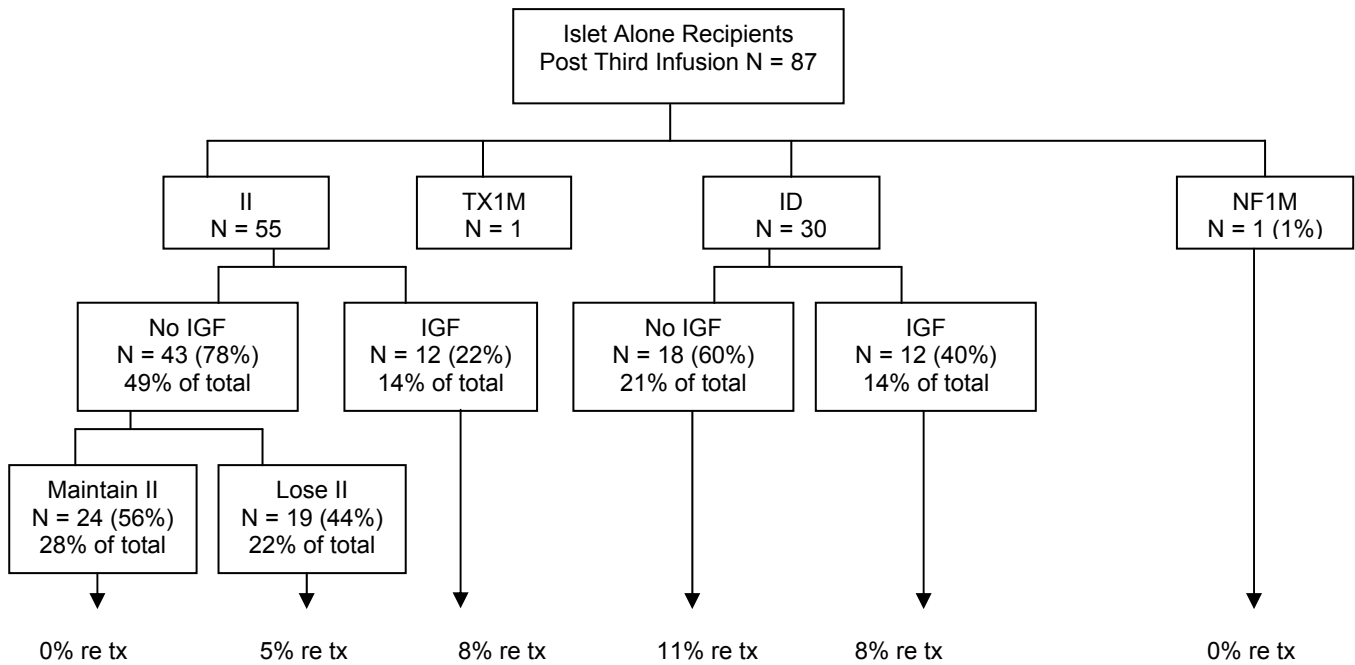 Islet Alone Recipients
Post Third Infusion N = 87
II
N = 55
TX1M
N = 1
ID
N = 30
NF1M
N = 1 (1%)
No IGF
N = 43 (78%)
49% of total
IGF
N = 12 (22%)
14% of total
No IGF
N = 18 (60%)
21% of total
IGF
N = 12 (40%)
14% of total
Maintain II
N = 24 (56%)
28% of total
Lose II
N = 19 (44%)
22% of total
0% re tx
5% re tx
8% re tx
11% re tx
8% re tx
0% re tx